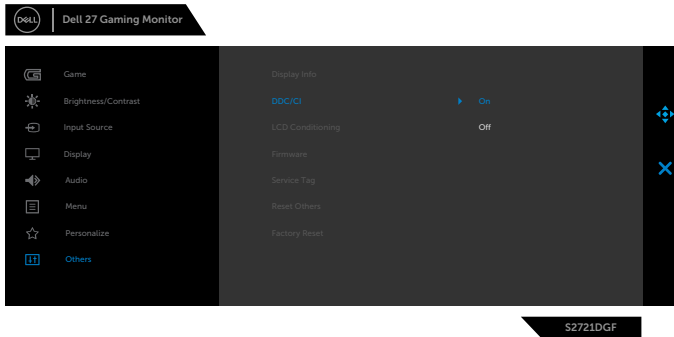 DELL
Dell 27 Gaming Monitor
Game
Brightness/Contrast
Input Source
Display
Audio
Menu
Personalize
Others
Display Info
DDC/CI On
LCD Conditioning Off
Firmware
Service Tag
Reset Others
Factory Reset
S2721DGF